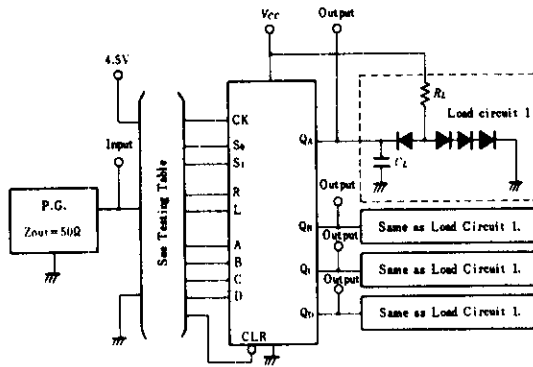 VCC
Output
4.5V
RL
Load circuit 1
CK
Input
S0
QA
S1
CL
P.G.
Zout=50Ω
See Testing Table
R
L
Output
QB
Same as Load Circuit 1.
Output
A
B
QC
Same as Load Circuit 1.
C
Output
D
QD
Same as Load Circuit 1.
CLR